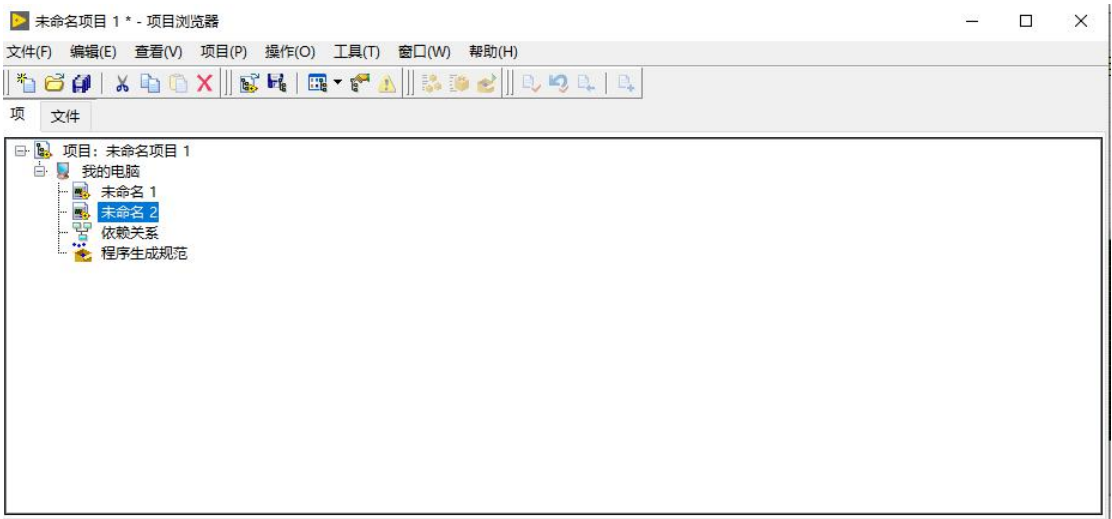 未命名项目 1 * - 项目浏览器
文件(F) 编辑(E) 查看(V) 项目(P) 操作(O) 工具(T) 窗口(W) 帮助(H)
项 文件
项目：未命名项目 1
我的电脑
未命名 1
未命名 2
依赖关系
程序生成规范